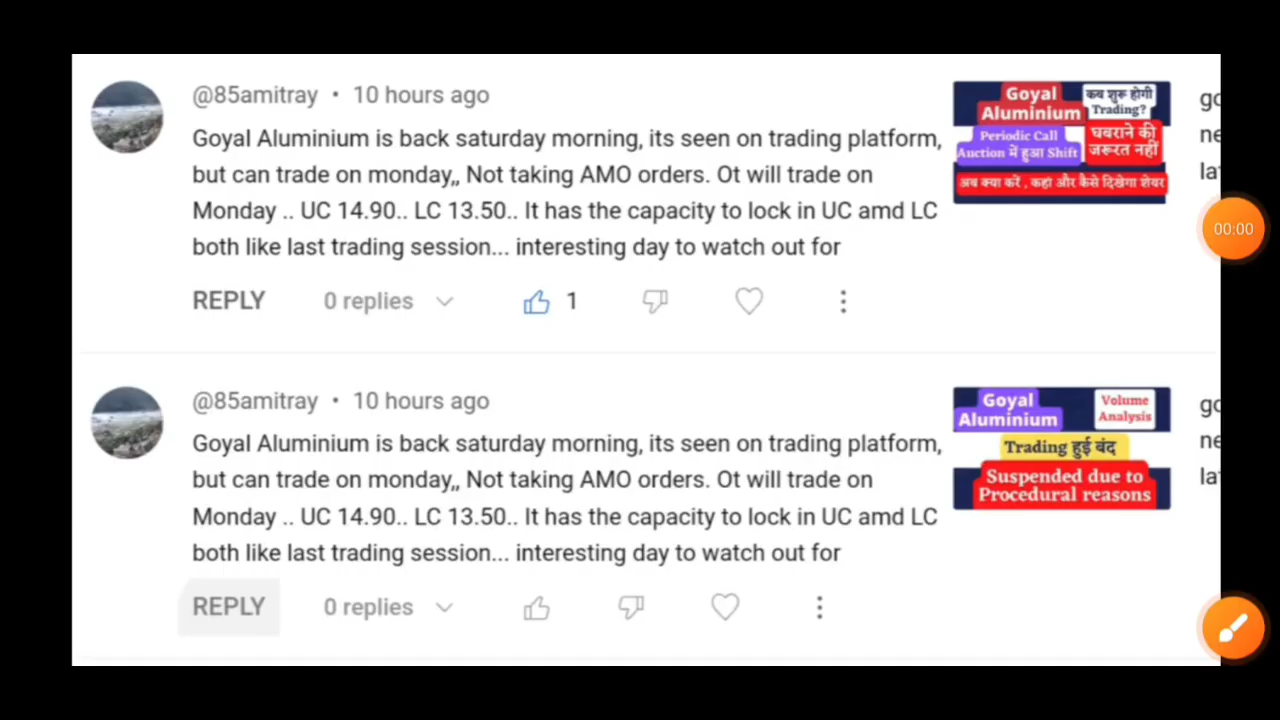 @85amitray • 10 hours ago
Goyal Aluminium is back saturday morning, its seen on trading platform,
but can trade on monday,, Not taking AMO orders. Ot will trade on
Monday .. UC 14.90.. LC 13.50.. It has the capacity to lock in UC amd LC
both like last trading session... interesting day to watch out for
REPLY 0 replies 1
Goyal
Aluminium
कब शुरू होगी
Trading?
Periodic Call
Auction में हुआ Shift
घबराने की
जरूरत नहीं
अब क्या करें , कहां और कैसे दिखेगा शेयर
00:00
@85amitray • 10 hours ago
Goyal Aluminium is back saturday morning, its seen on trading platform,
but can trade on monday,, Not taking AMO orders. Ot will trade on
Monday .. UC 14.90.. LC 13.50.. It has the capacity to lock in UC amd LC
both like last trading session... interesting day to watch out for
REPLY 0 replies
Goyal
Aluminium
Volume
Analysis
Trading हुई बंद
Suspended due to
Procedural reasons